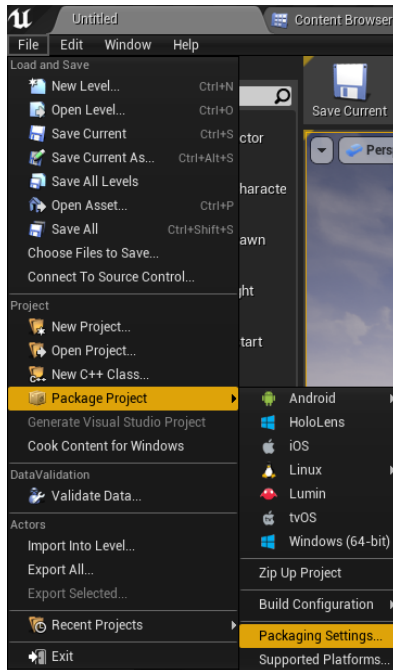 Untitled
Content Browser
File Edit Window Help
Load and Save
New Level... Ctrl+N
Open Level... Ctrl+O
Save Current Ctrl+S
Save Current As... Ctrl+Alt+S
Save All Levels
Open Asset... Ctrl+P
Save All Ctrl+Shift+S
Choose Files to Save...
Connect To Source Control...
Project
New Project...
Open Project...
New C++ Class...
Package Project
Generate Visual Studio Project
Cook Content for Windows
DataValidation
Validate Data...
Actors
Import Into Level...
Export All...
Export Selected...
Recent Projects
Exit
Save Current
Pers
ctor
haracte
awn
ght
tart
Android
HoloLens
iOS
Linux
Lumin
tvOS
Windows (64-bit)
Zip Up Project
Build Configuration
Packaging Settings...
Supported Platforms...